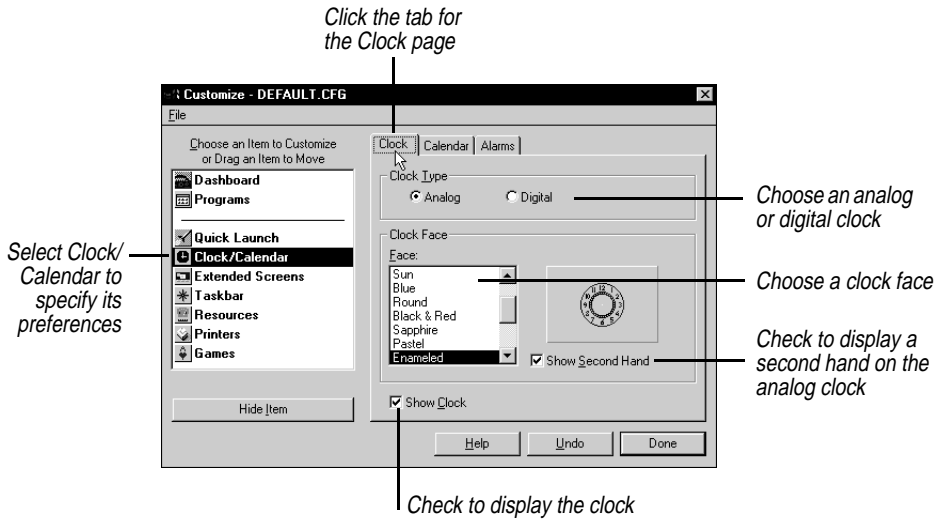 Click the tab for
the Clock page
Customize - DEFAULT.CFG
File
Choose an Item to Customize
or Drag an Item to Move
Dashboard
Programs
Quick Launch
Clock/Calendar
Extended Screens
Taskbar
Resources
Printers
Games
Hide Item
Clock
Calendar
Alarms
Clock Type
Analog
Digital
Clock Face
Face:
Sun
Blue
Round
Black & Red
Sapphire
Pastel
Enameled
Show Second Hand
Show Clock
Help
Undo
Done
Select Clock/
Calendar to
specify its
preferences
Choose an analog
or digital clock
Choose a clock face
Check to display a
second hand on the
analog clock
Check to display the clock